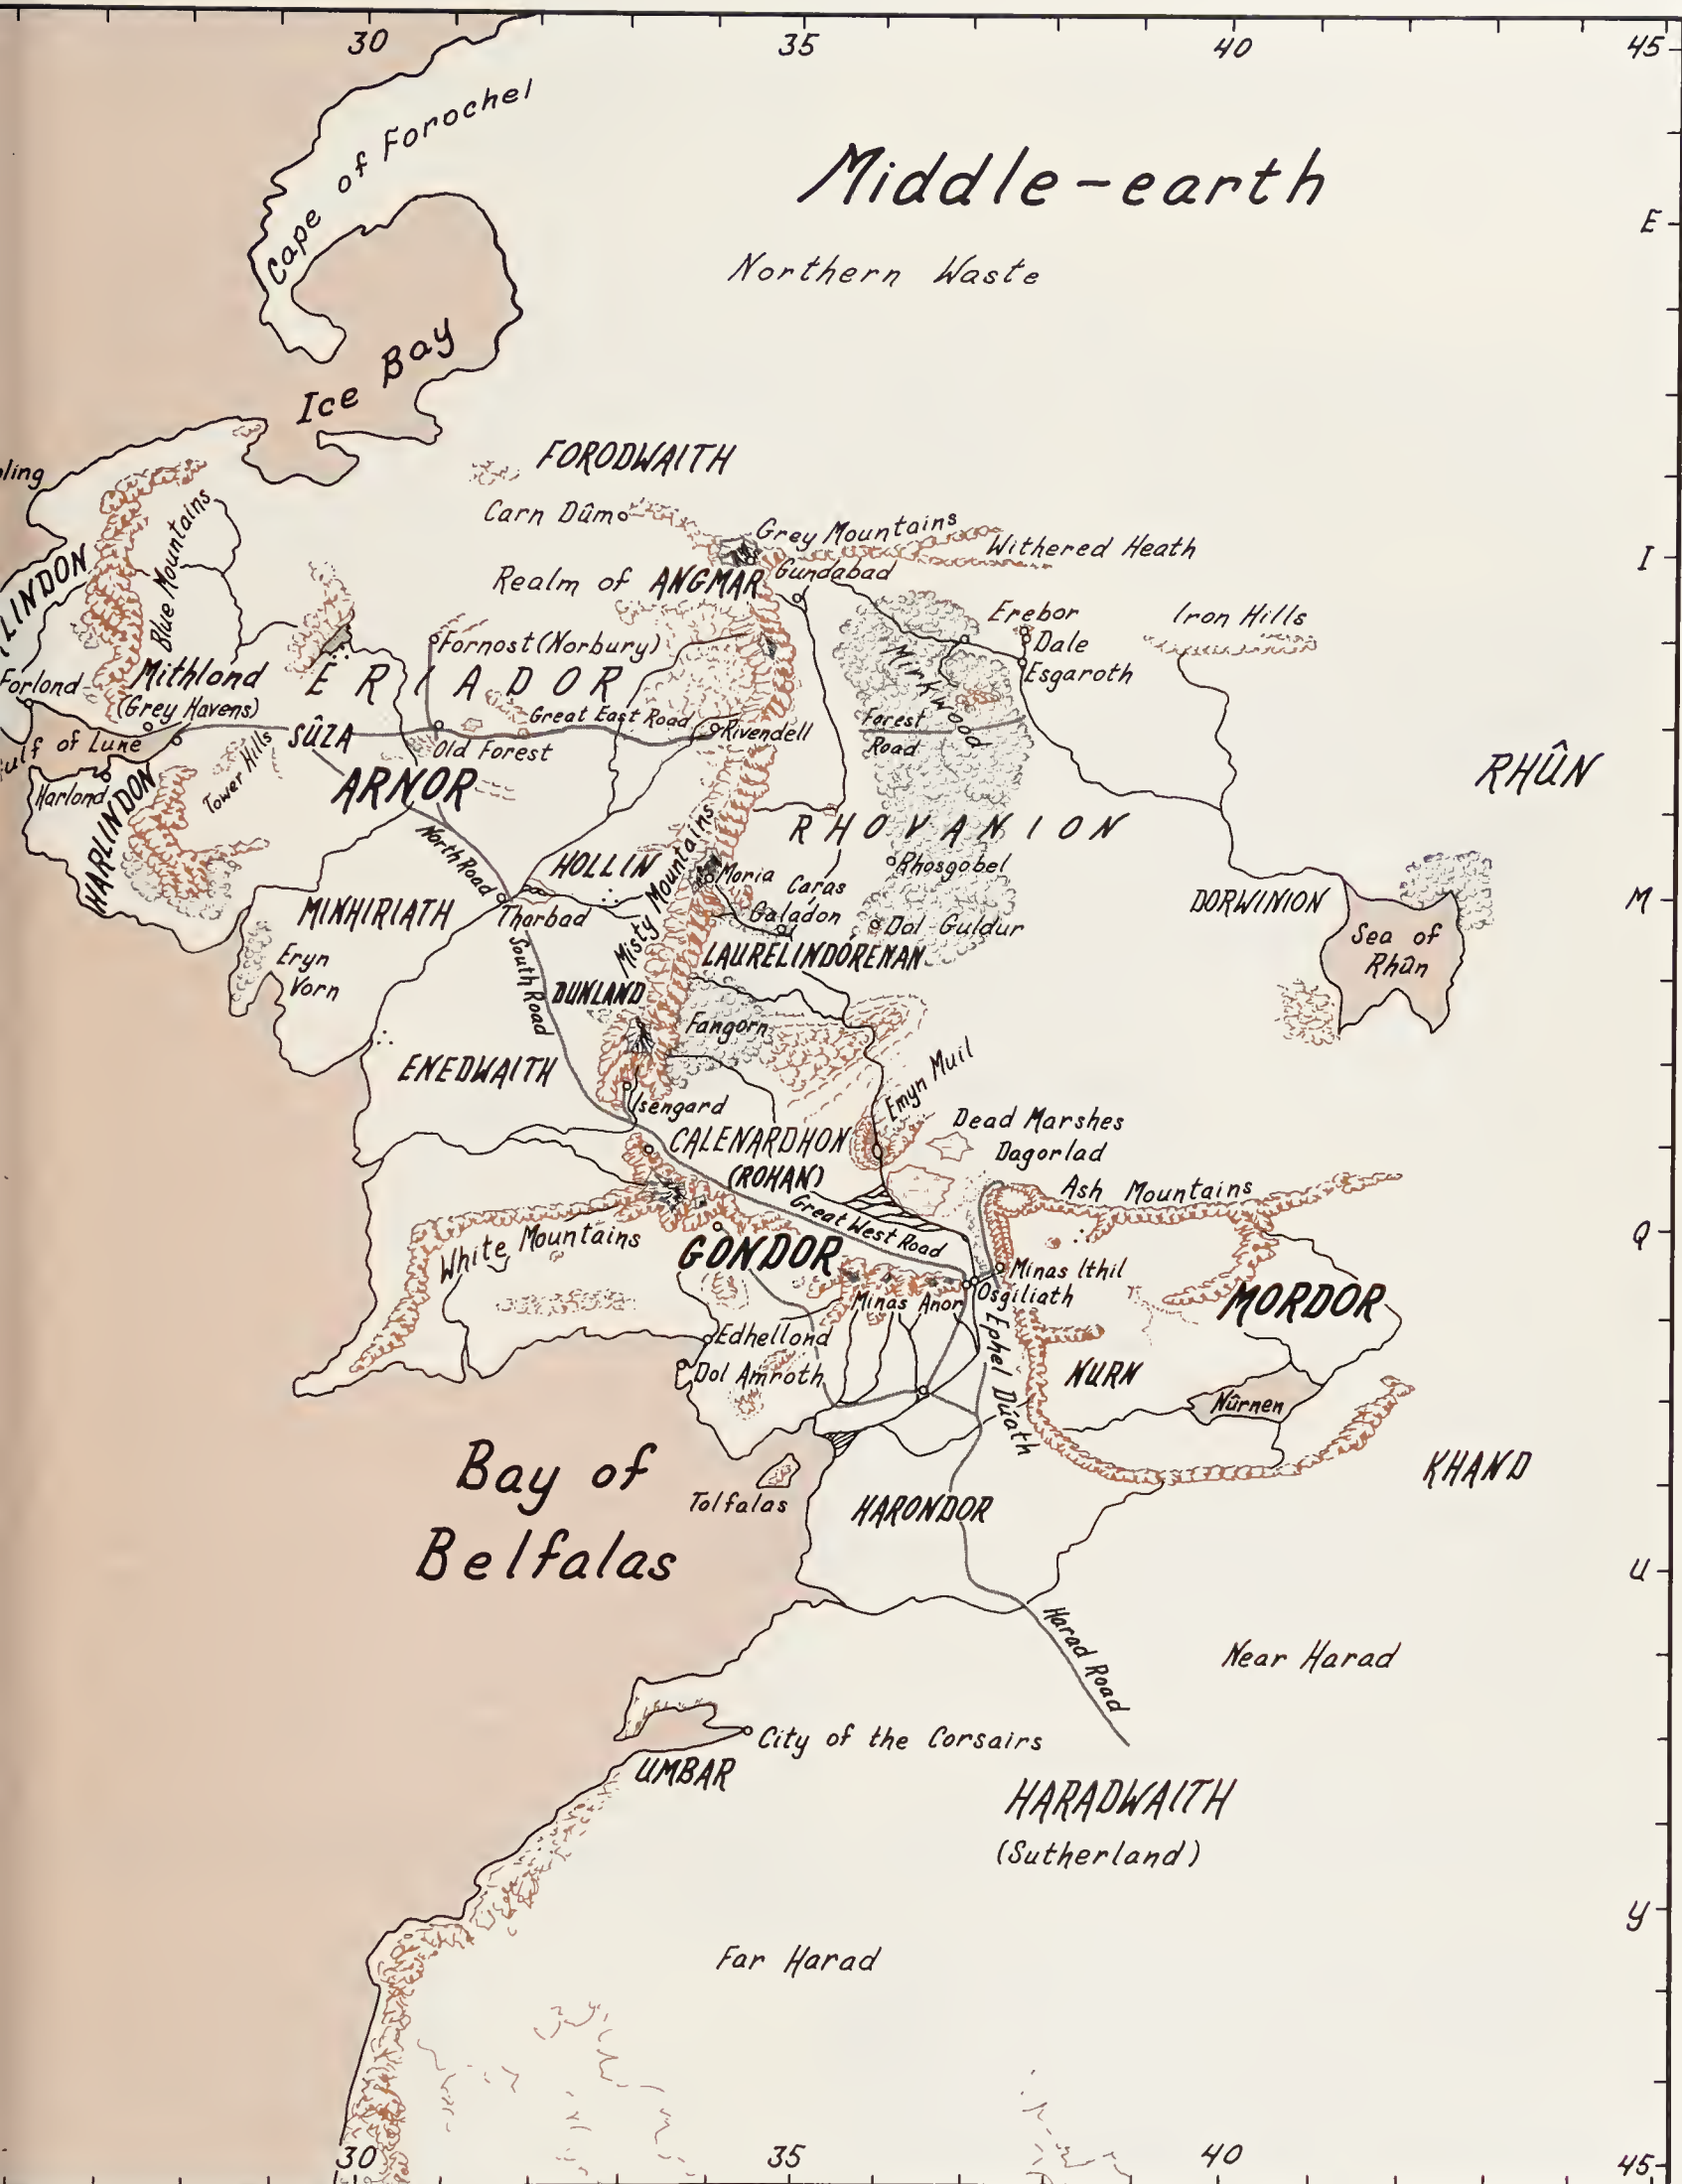 30
35
40
45
Cape of Forochel
Middle-earth
E
Northern Waste
Ice Bay
FORODWAITH
Carn Dûm
Grey Mountains
Withered Heath
I
LINDON
Blue Mountains
Realm of ANGMAR
Gundabad
Erebor
Iron Hills
Dale
Fornost (Norbury)
Mirkwood
Esgaroth
Forlond
Mithlond
(Grey Havens)
ERIADOR
Great East Road
Rivendell
Forest
Road
SÛZA
Old Forest
of Lune
Tower Hills
RHÛN
Harlond
HARLINDON
ARNOR
North Road
RHOVANION
HOLLIN
Misty Mountains
Moria
Rhosgobel
Caras
Galadon
MINHIRIATH
Tharbad
Dol Guldur
DORWINION
M
Sea of
Rhûn
LAURELINDÓRENAN
Eryn
Vorn
South Road
DUNLAND
Fangorn
ENEDWAITH
Emyn Muil
Isengard
Dead Marshes
CALENARDHON
(ROHAN)
Dagorlad
Ash Mountains
Great West Road
Q
White Mountains
GONDOR
Minas Ithil
Osgiliath
Minas Anor
MORDOR
Edhellond
Ephel Dúath
Dol Amroth
NURN
Nûrnen
Bay of
Belfalas
KHAND
Tolfalas
HARONDOR
U
Harad Road
Near Harad
City of the Corsairs
UMBAR
HARADWAITH
(Sutherland)
Y
Far Harad
30
35
40
45